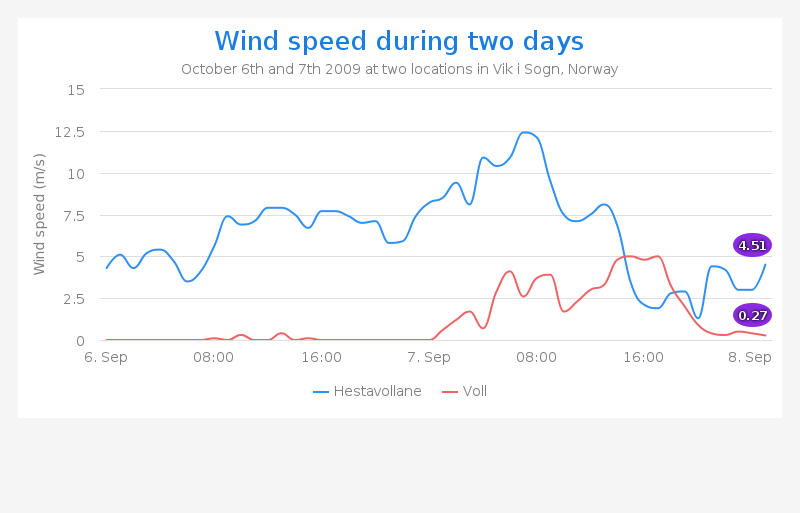 Wind speed during two days
October 6th and 7th 2009 at two locations in Vik i Sogn, Norway
Wind speed (m/s)
15
12.5
10
7.5
5
2.5
0
4.51
0.27
6. Sep
08:00
16:00
7. Sep
08:00
16:00
8. Sep
Hestavollane
Voll